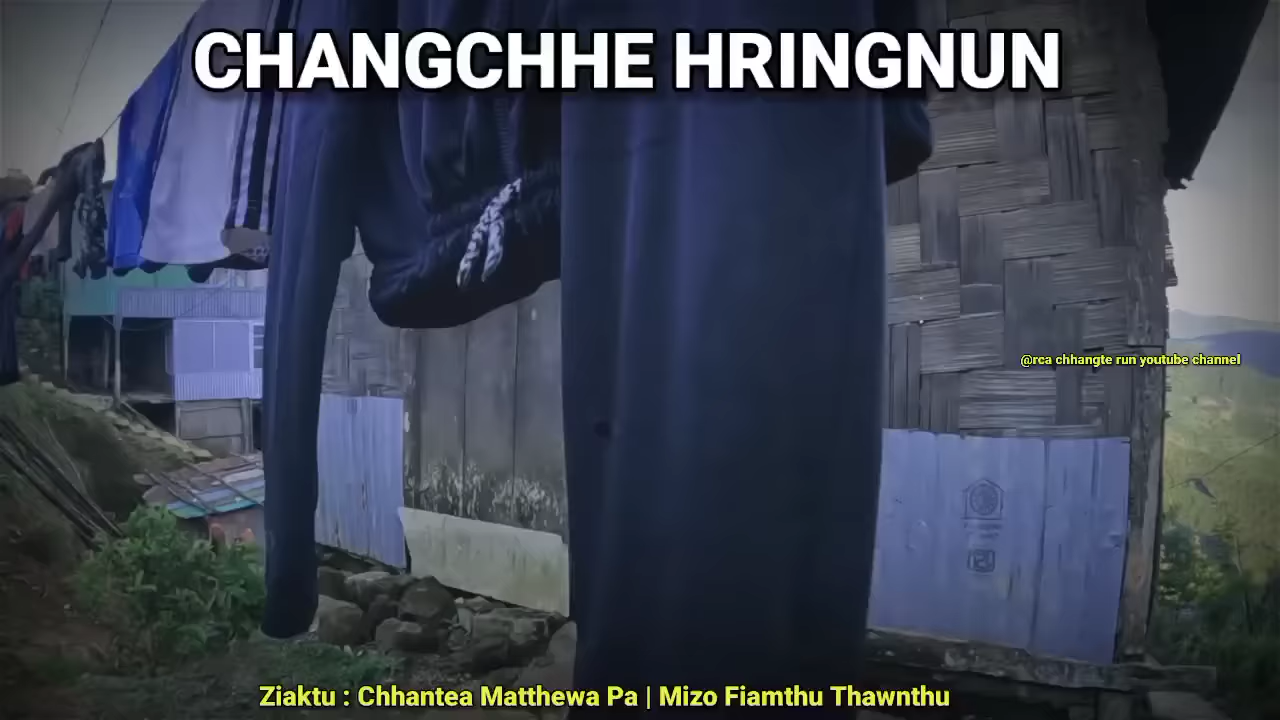 CHANGCHHE HRINGNUN
@rca chhangte run youtube channel
Ziaktu : Chhantea Matthewa Pa | Mizo Fiamthu Thawnthu